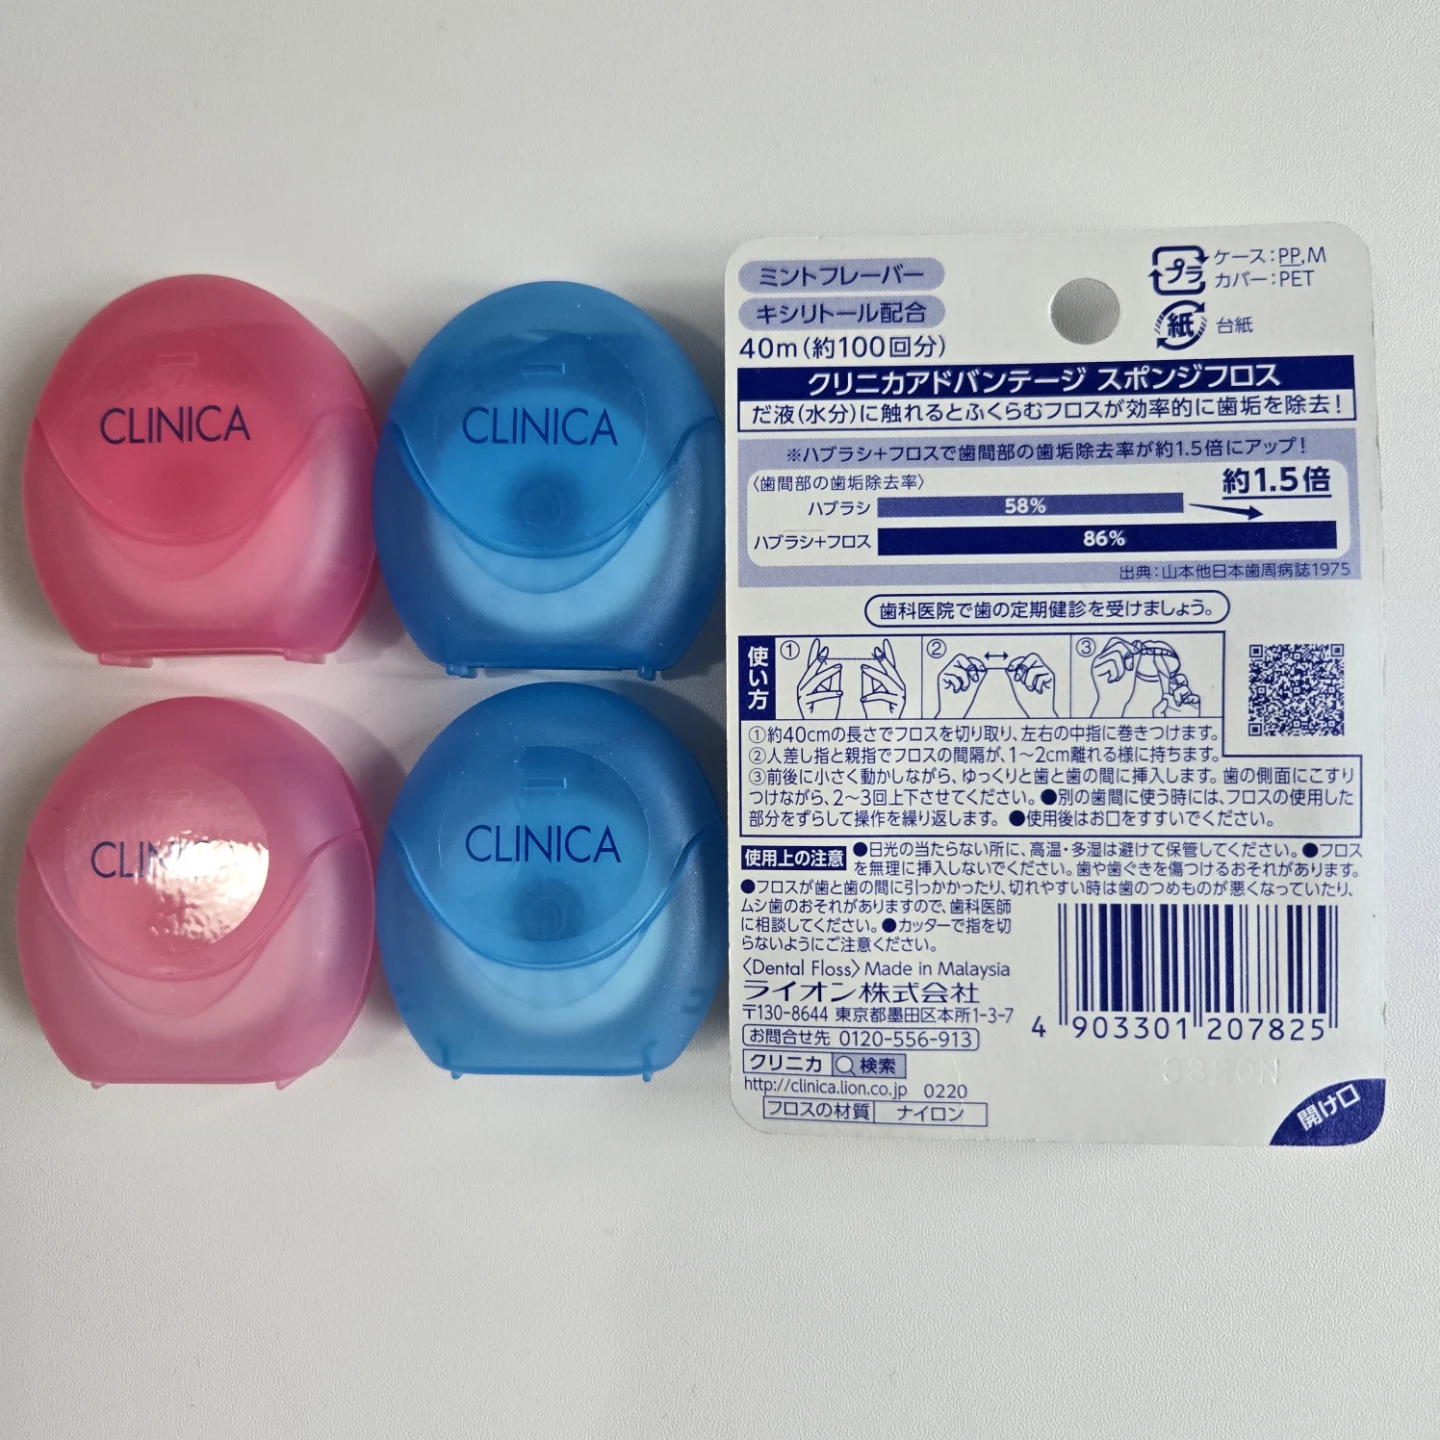 CLINICA
CLINICA
CLINICA
ミントフレーバー
キシリトール配合
40m(約100回分)
プラ
ケース:PP,M
カバー:PET
紙
台紙
クリニカアドバンテージ スポンジフロス
だ液(水分)に触れるとふくらむフロスが効率的に歯垢を除去!
※ハブラシ+フロスで歯間部の歯垢除去率が約1.5倍にアップ!
〈歯間部の歯垢除去率〉
約1.5倍
ハブラシ 58%
ハブラシ+フロス 86%
出典:山本他日本歯周病誌1975
歯科医院で歯の定期健診を受けましょう。
使い方
① ② ③
①約40cmの長さでフロスを切り取り、左右の中指に巻きつけます。
②人差し指と親指でフロスの間隔が、1〜2cm離れる様に持ちます。
③前後に小さく動かしながら、ゆっくりと歯と歯の間に挿入します。歯の側面にこすり
つけながら、2〜3回上下させてください。●別の歯間に使う時には、フロスの使用した
部分をずらして操作を繰り返します。 ●使用後はお口をすすいでください。
使用上の注意 ●日光の当たらない所に、高温・多湿は避けて保管してください。●フロス
を無理に挿入しないでください。歯や歯ぐきを傷つけるおそれがあります。
●フロスが歯と歯の間に引っかかったり、切れやすい時は歯のつめものが悪くなっていたり、
ムシ歯のおそれがありますので、歯科医師
に相談してください。●カッターで指を切
らないようにご注意ください。
〈Dental Floss〉Made in Malaysia
ライオン株式会社
〒130-8644 東京都墨田区本所1-3-7
お問合せ先 0120-556-913
クリニカ 検索
http://clinica.lion.co.jp 0220
フロスの材質 ナイロン
4 903301 207825
開け口